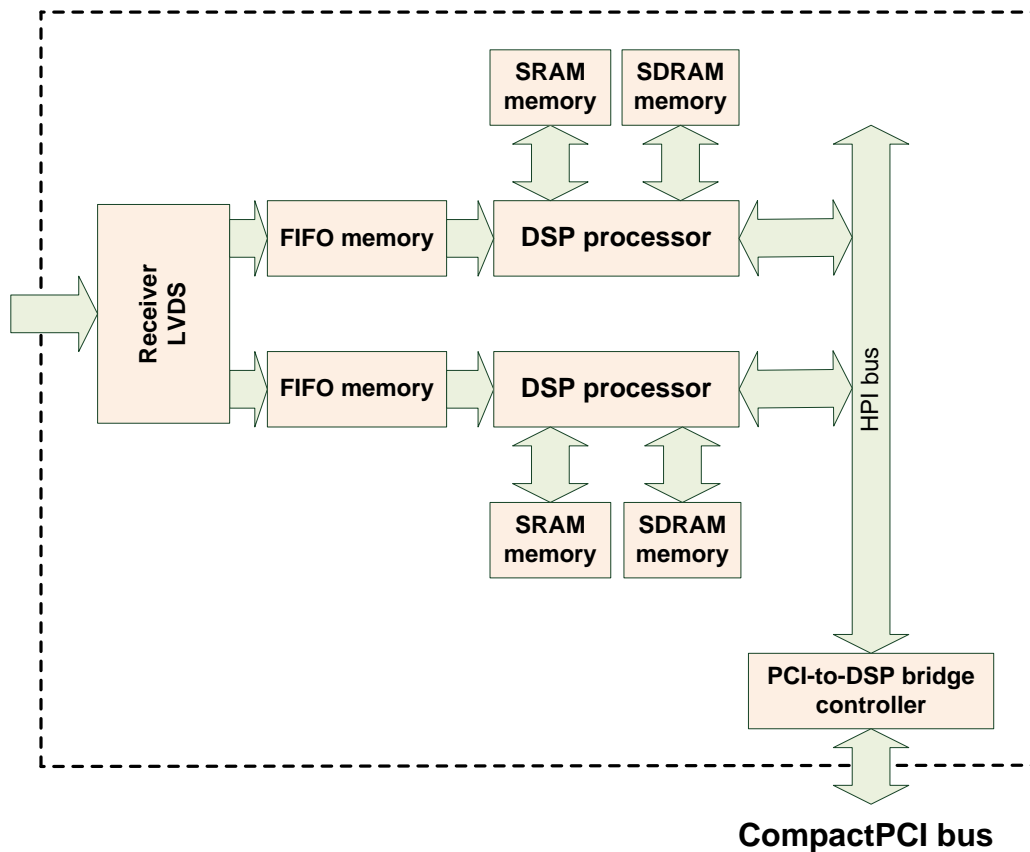 SRAM
memory
SDRAM
memory
FIFO memory
DSP processor
Receiver
LVDS
FIFO memory
DSP processor
HPI bus
SRAM
memory
SDRAM
memory
PCI-to-DSP bridge
controller
CompactPCI bus